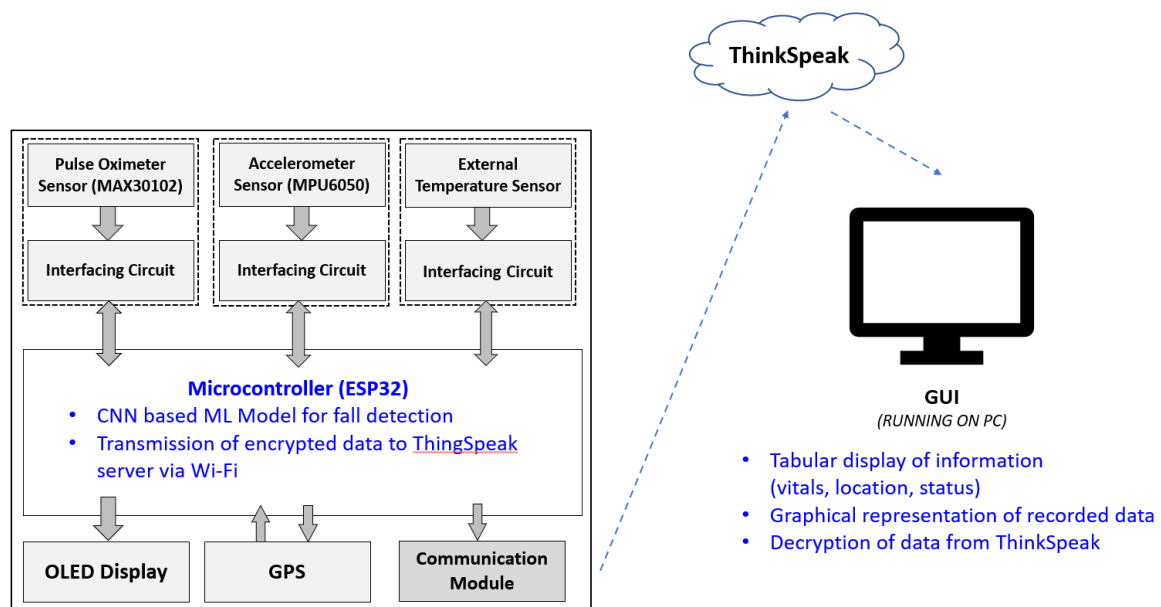 ThinkSpeak
Pulse Oximeter
Sensor (MAX30102)
Accelerometer
Sensor (MPU6050)
External
Temperature Sensor
Interfacing Circuit
Interfacing Circuit
Interfacing Circuit
Microcontroller (ESP32)
• CNN based ML Model for fall detection
• Transmission of encrypted data to ThingSpeak
server via Wi-Fi
OLED Display
GPS
Communication
Module
GUI
(RUNNING ON PC)
• Tabular display of information
(vitals, location, status)
• Graphical representation of recorded data
• Decryption of data from ThinkSpeak